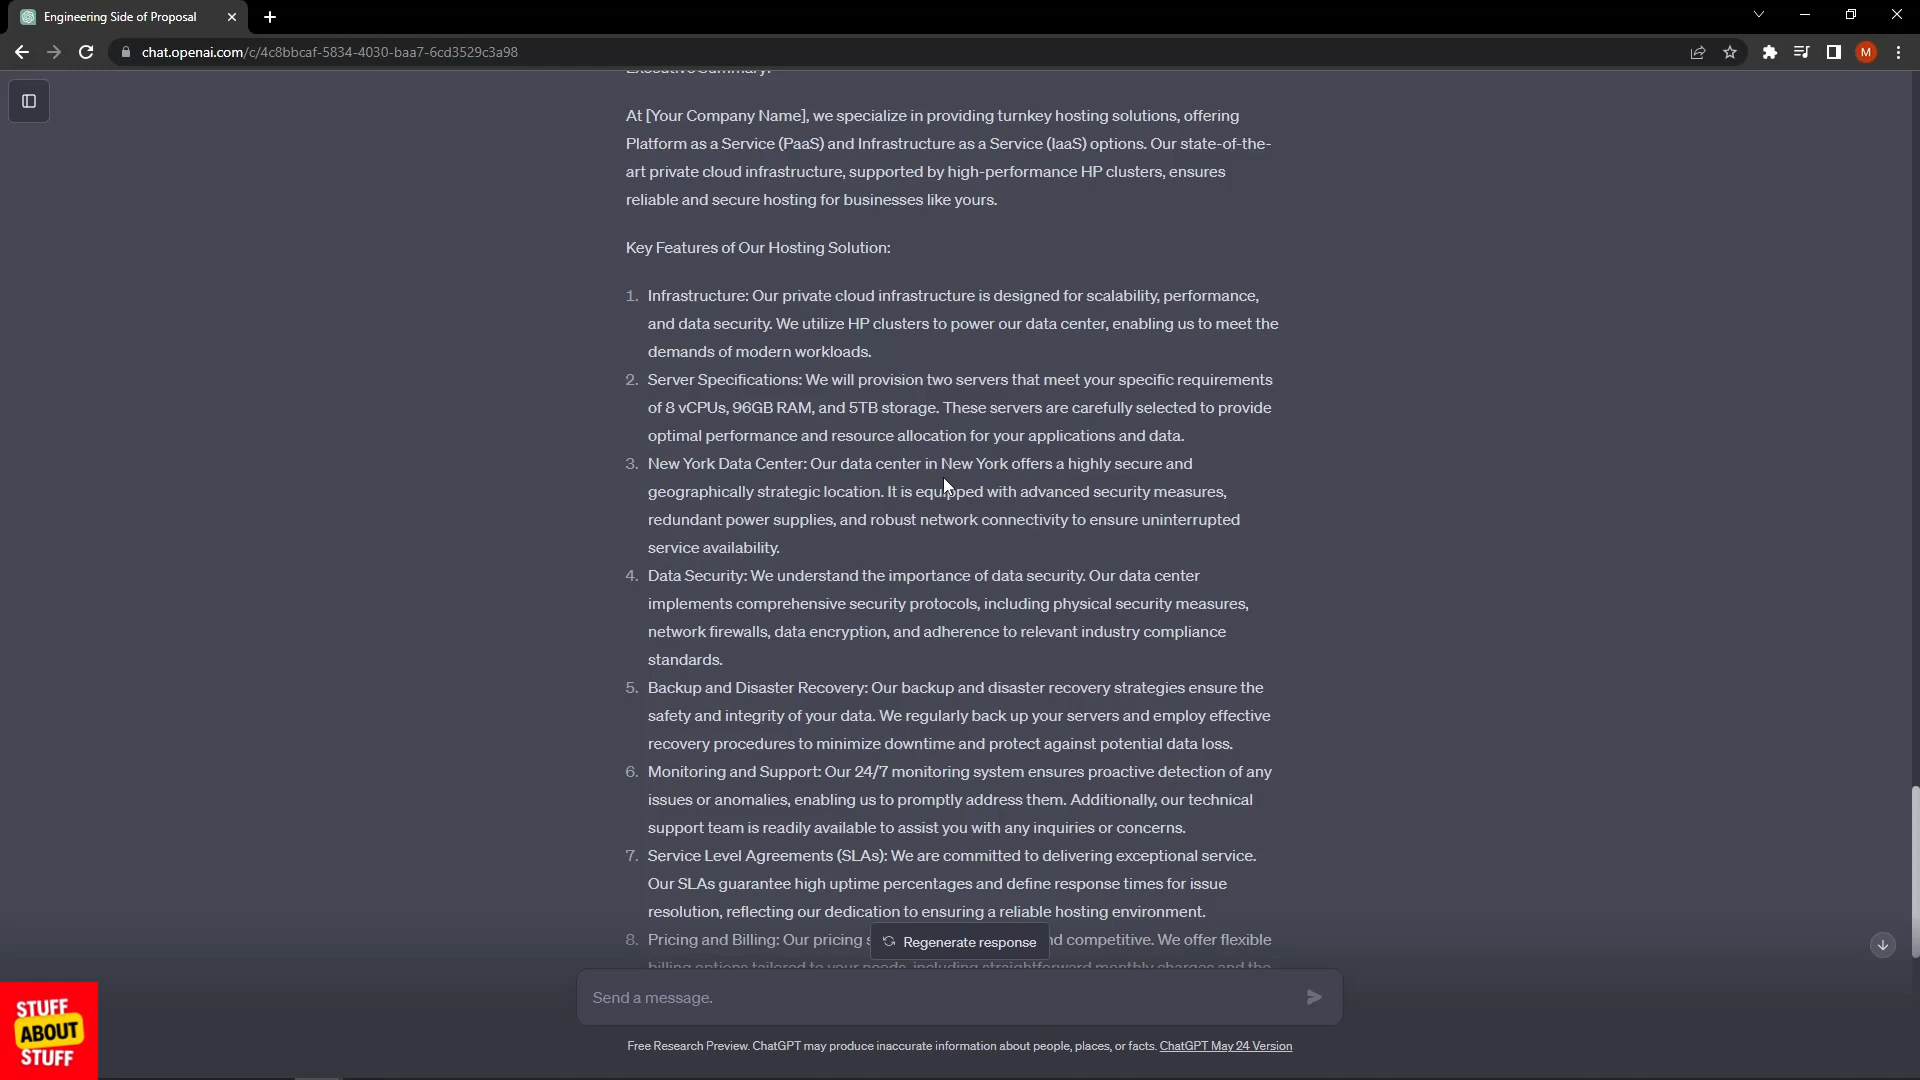 Engineering Side of Proposal
chat.openai.com/c/4c8bbcaf-5834-4030-baa7-6cd3529c3a98
M
Executive Summary:
At [Your Company Name], we specialize in providing turnkey hosting solutions, offering
Platform as a Service (PaaS) and Infrastructure as a Service (IaaS) options. Our state-of-the-
art private cloud infrastructure, supported by high-performance HP clusters, ensures
reliable and secure hosting for businesses like yours.
Key Features of Our Hosting Solution:
1. Infrastructure: Our private cloud infrastructure is designed for scalability, performance,
and data security. We utilize HP clusters to power our data center, enabling us to meet the
demands of modern workloads.
2. Server Specifications: We will provision two servers that meet your specific requirements
of 8 vCPUs, 96GB RAM, and 5TB storage. These servers are carefully selected to provide
optimal performance and resource allocation for your applications and data.
3. New York Data Center: Our data center in New York offers a highly secure and
geographically strategic location. It is equipped with advanced security measures,
redundant power supplies, and robust network connectivity to ensure uninterrupted
service availability.
4. Data Security: We understand the importance of data security. Our data center
implements comprehensive security protocols, including physical security measures,
network firewalls, data encryption, and adherence to relevant industry compliance
standards.
5. Backup and Disaster Recovery: Our backup and disaster recovery strategies ensure the
safety and integrity of your data. We regularly back up your servers and employ effective
recovery procedures to minimize downtime and protect against potential data loss.
6. Monitoring and Support: Our 24/7 monitoring system ensures proactive detection of any
issues or anomalies, enabling us to promptly address them. Additionally, our technical
support team is readily available to assist you with any inquiries or concerns.
7. Service Level Agreements (SLAs): We are committed to delivering exceptional service.
Our SLAs guarantee high uptime percentages and define response times for issue
resolution, reflecting our dedication to ensuring a reliable hosting environment.
8. Pricing and Billing: Our pricing competitive. We offer flexible
billing options tailored to your needs, including straightforward monthly charges and the
Regenerate response
Send a message.
Free Research Preview. ChatGPT may produce inaccurate information about people, places, or facts. ChatGPT May 24 Version
STUFF
ABOUT
STUFF